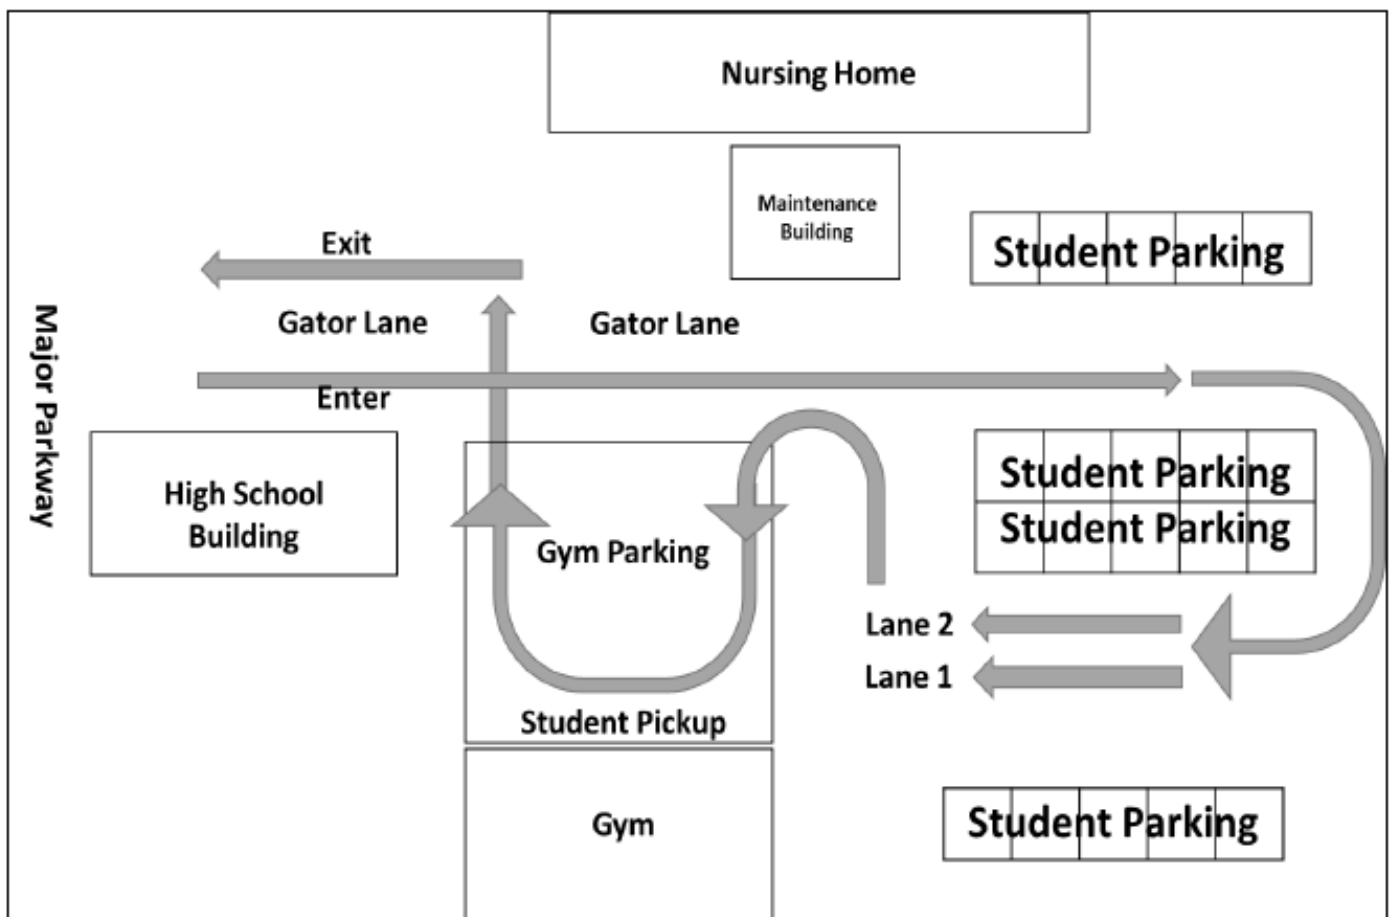 Nursing Home
Maintenance
Building
Student Parking
Exit
Gator Lane
Gator Lane
Major Parkway
Enter
High School
Building
Gym Parking
Student Parking
Student Parking
Lane 2
Lane 1
Student Pickup
Gym
Student Parking